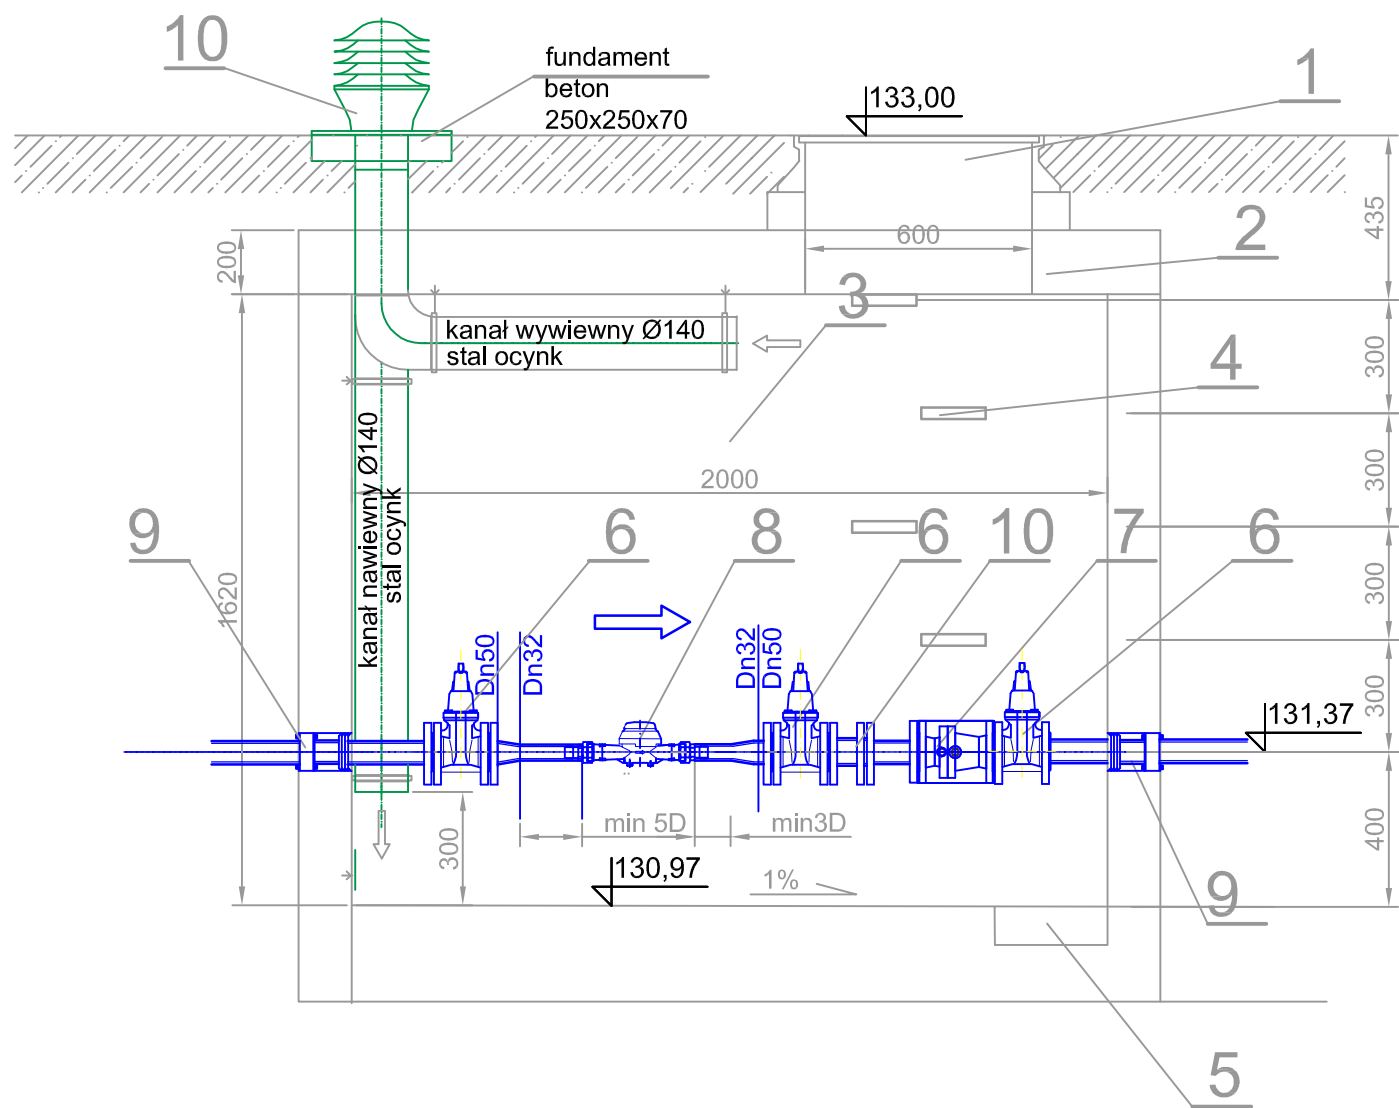 10
fundament
beton
250x250x70
133,00
1
435
200
600
2
3
kanał wywiewny Ø140
stal ocynk
300
4
kanał nawiewny Ø140
stal ocynk
2000
300
9
6
8
6
10
7
6
1620
300
Dn50
Dn32
Dn32
Dn50
300
131,37
min 5D
min3D
300
400
130,97
1%
9
5